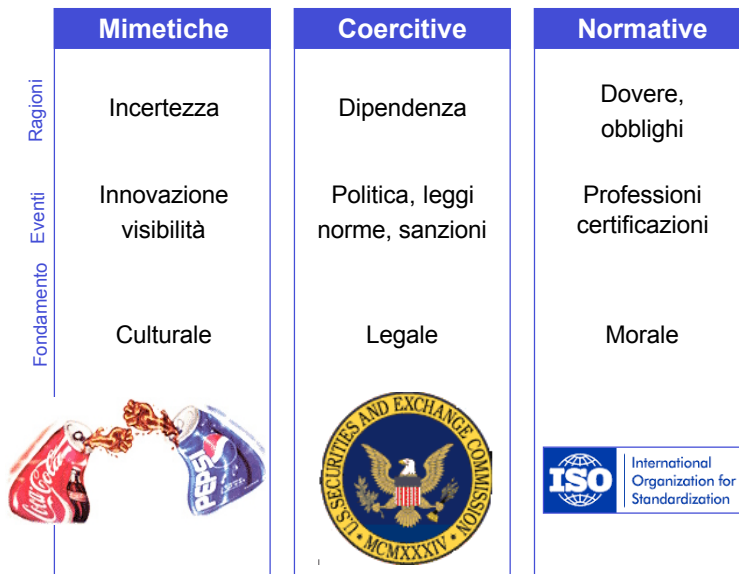 Mimetiche
Coercitive
Normative
Ragioni
Incertezza
Dipendenza
Dovere,
obblighi
Eventi
Innovazione
visibilità
Politica, leggi
norme, sanzioni
Professioni
certificazioni
Fondamento
Culturale
Legale
Morale
Coca-Cola
PEPSI
U.S. SECURITIES AND EXCHANGE COMMISSION
MCMXXXIV
ISO
International
Organization for
Standardization